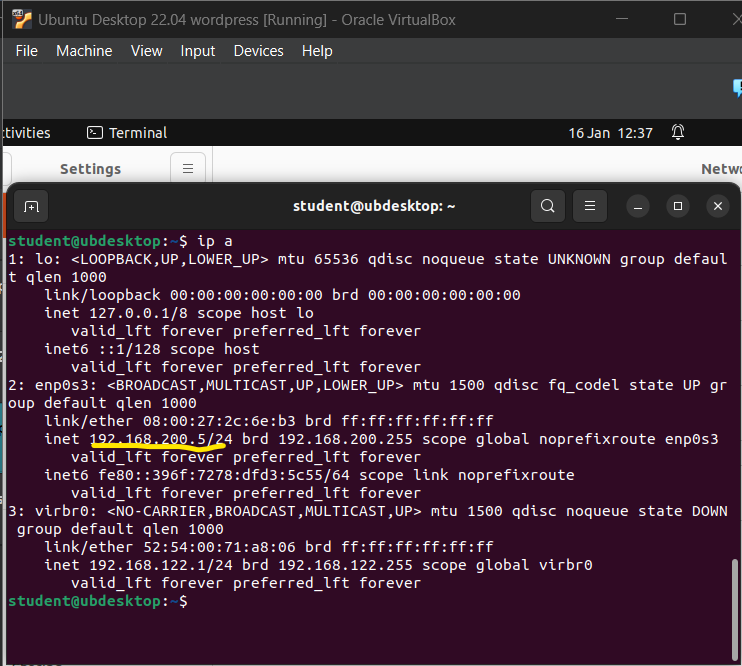 Ubuntu Desktop 22.04 wordpress [Running] - Oracle VirtualBox
File Machine View Input Devices Help
ctivities Terminal 16 Jan 12:37
Settings Netw
student@ubdesktop: ~
student@ubdesktop:~$ ip a
1: lo: <LOOPBACK,UP,LOWER_UP> mtu 65536 qdisc noqueue state UNKNOWN group defaul
t qlen 1000
    link/loopback 00:00:00:00:00:00 brd 00:00:00:00:00:00
    inet 127.0.0.1/8 scope host lo
       valid_lft forever preferred_lft forever
    inet6 ::1/128 scope host
       valid_lft forever preferred_lft forever
2: enp0s3: <BROADCAST,MULTICAST,UP,LOWER_UP> mtu 1500 qdisc fq_codel state UP gr
oup default qlen 1000
    link/ether 08:00:27:2c:6e:b3 brd ff:ff:ff:ff:ff:ff
    inet 192.168.200.5/24 brd 192.168.200.255 scope global noprefixroute enp0s3
       valid_lft forever preferred_lft forever
    inet6 fe80::396f:7278:dfd3:5c55/64 scope link noprefixroute
       valid_lft forever preferred_lft forever
3: virbr0: <NO-CARRIER,BROADCAST,MULTICAST,UP> mtu 1500 qdisc noqueue state DOWN
 group default qlen 1000
    link/ether 52:54:00:71:a8:06 brd ff:ff:ff:ff:ff:ff
    inet 192.168.122.1/24 brd 192.168.122.255 scope global virbr0
       valid_lft forever preferred_lft forever
student@ubdesktop:~$